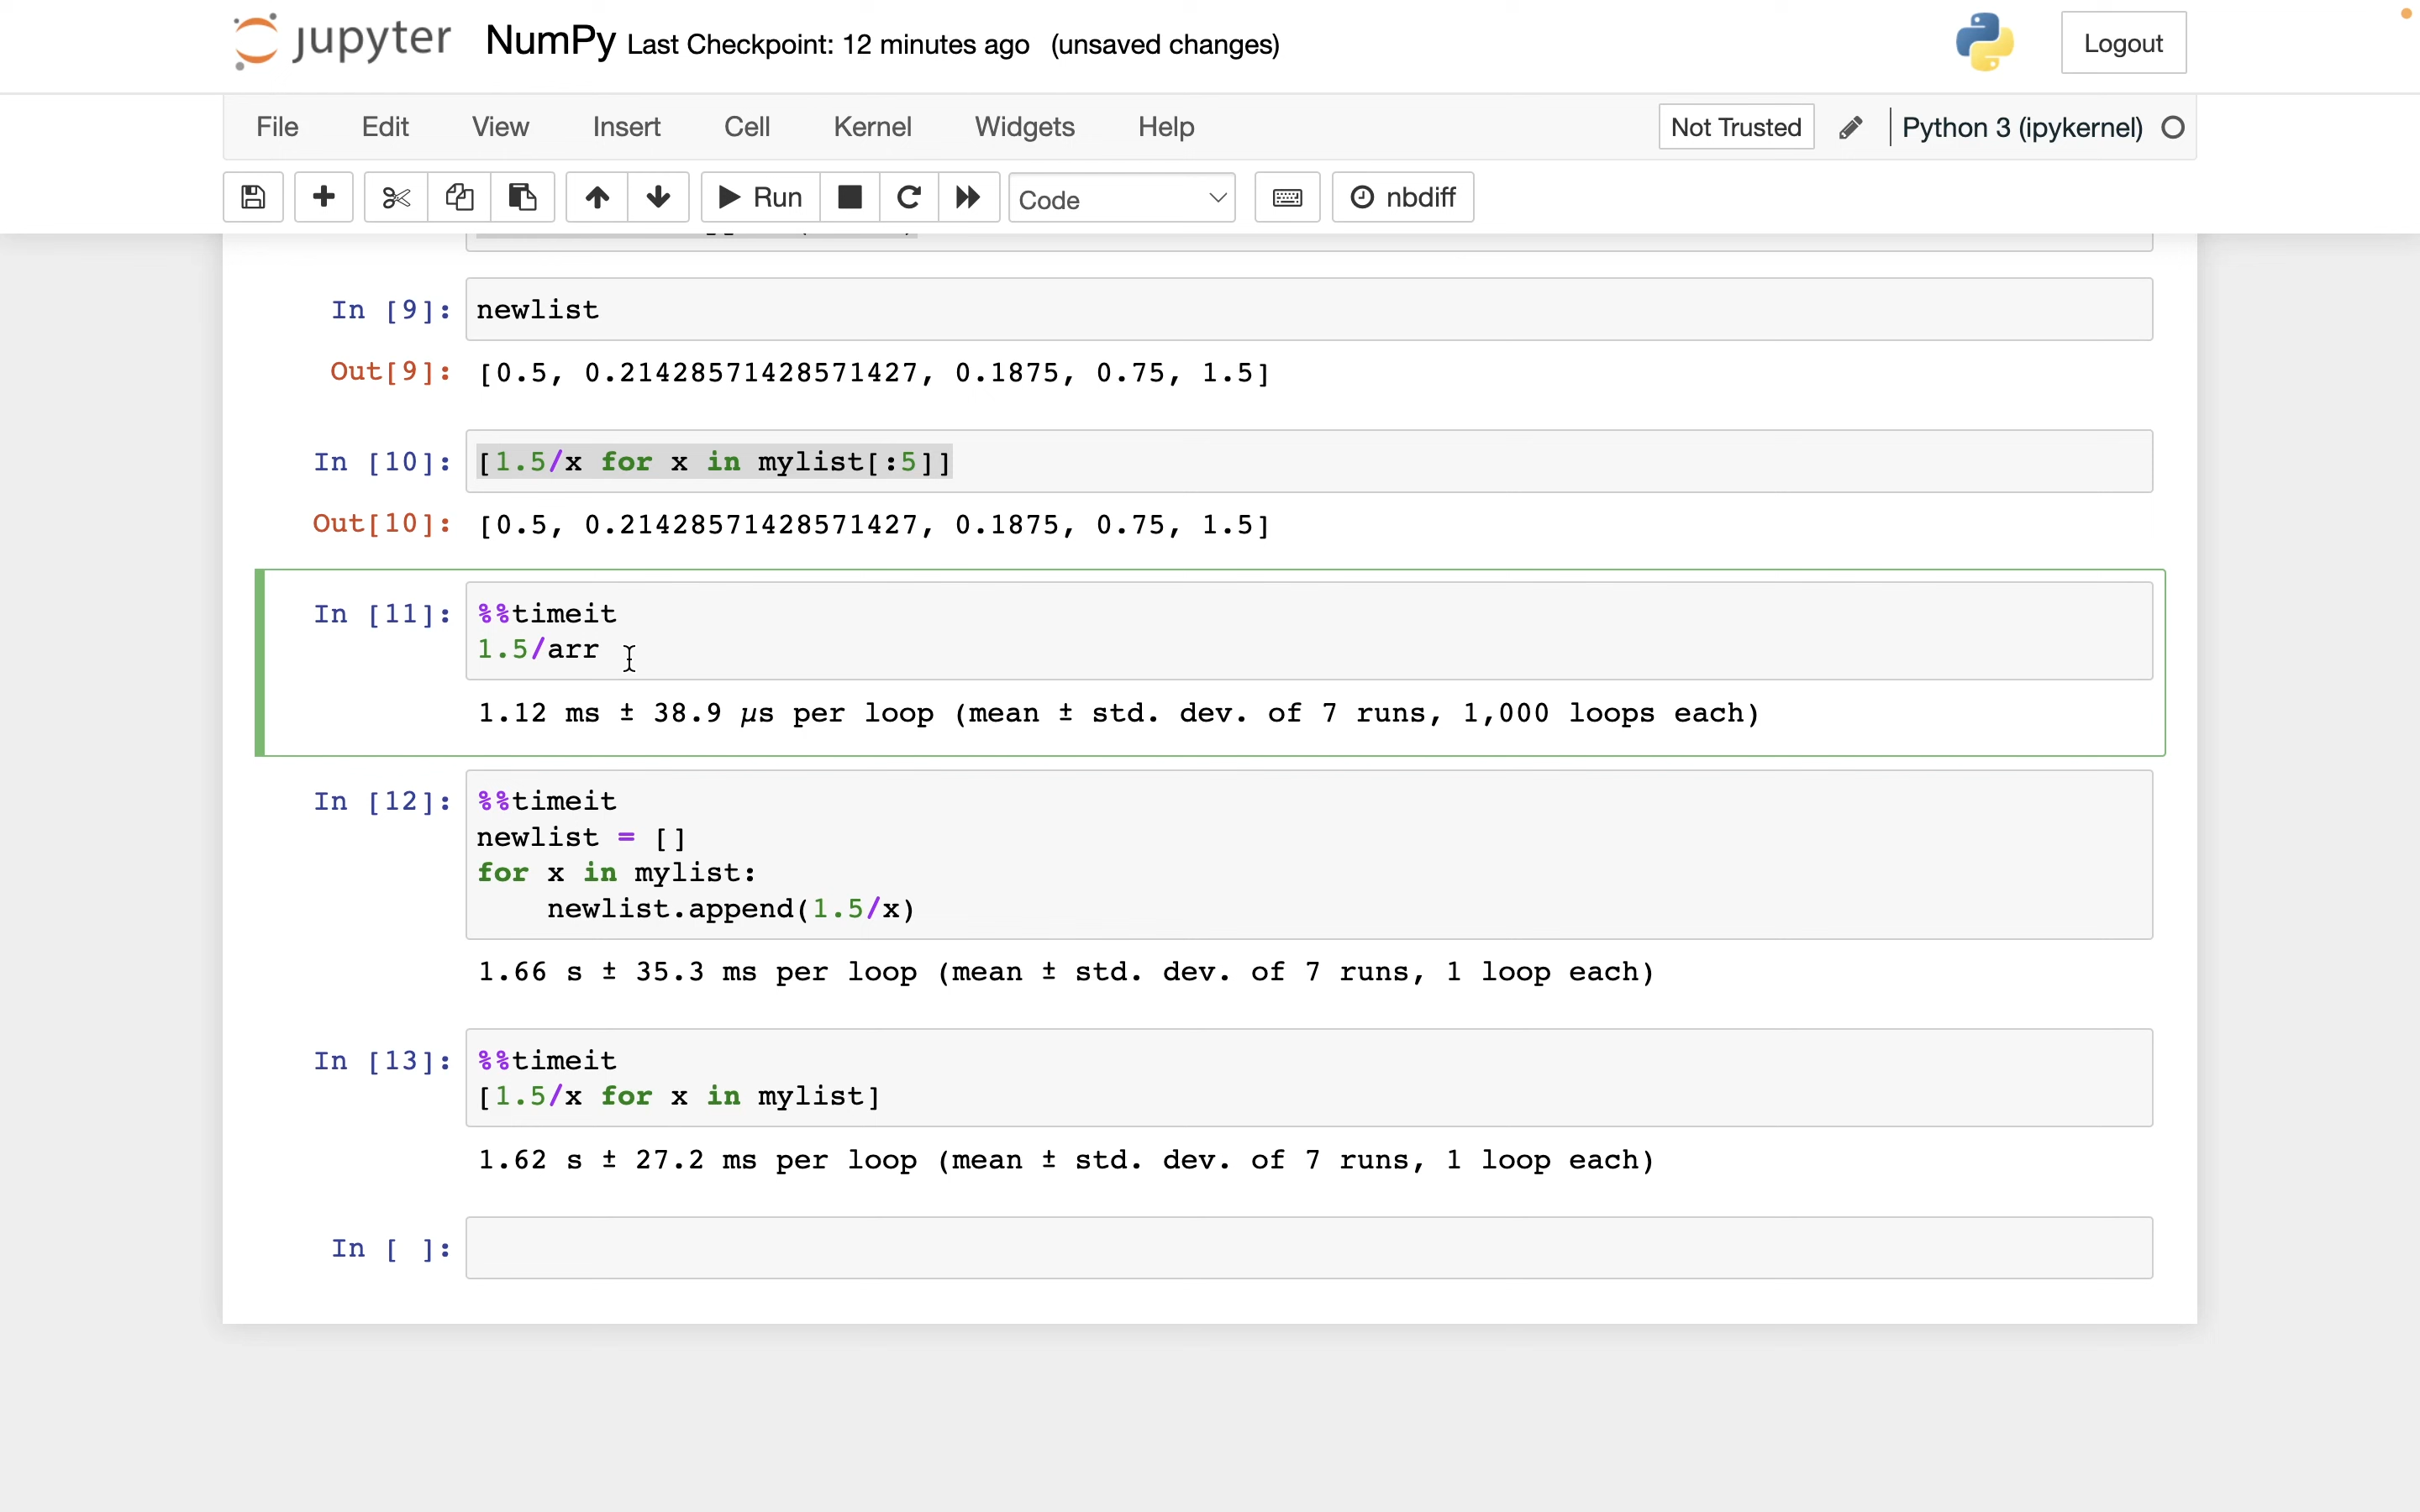 jupyter NumPy Last Checkpoint: 12 minutes ago (unsaved changes) Logout
File Edit View Insert Cell Kernel Widgets Help Not Trusted Python 3 (ipykernel)
Run Code nbdiff
In [9]: newlist
Out[9]: [0.5, 0.21428571428571427, 0.1875, 0.75, 1.5]
In [10]: [1.5/x for x in mylist[:5]]
Out[10]: [0.5, 0.21428571428571427, 0.1875, 0.75, 1.5]
In [11]: %%timeit
1.5/arr
1.12 ms ± 38.9 µs per loop (mean ± std. dev. of 7 runs, 1,000 loops each)
In [12]: %%timeit
newlist = []
for x in mylist:
    newlist.append(1.5/x)
1.66 s ± 35.3 ms per loop (mean ± std. dev. of 7 runs, 1 loop each)
In [13]: %%timeit
[1.5/x for x in mylist]
1.62 s ± 27.2 ms per loop (mean ± std. dev. of 7 runs, 1 loop each)
In [ ]: